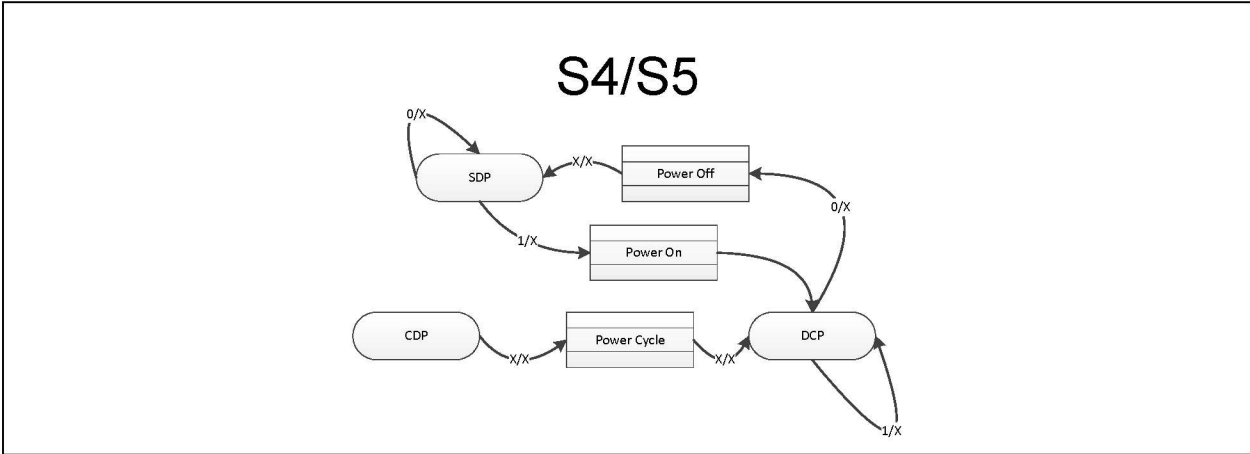 S4/S5
0/X
SDP
X/X
Power Off
0/X
1/X
Power On
CDP
X/X
Power Cycle
X/X
DCP
1/X